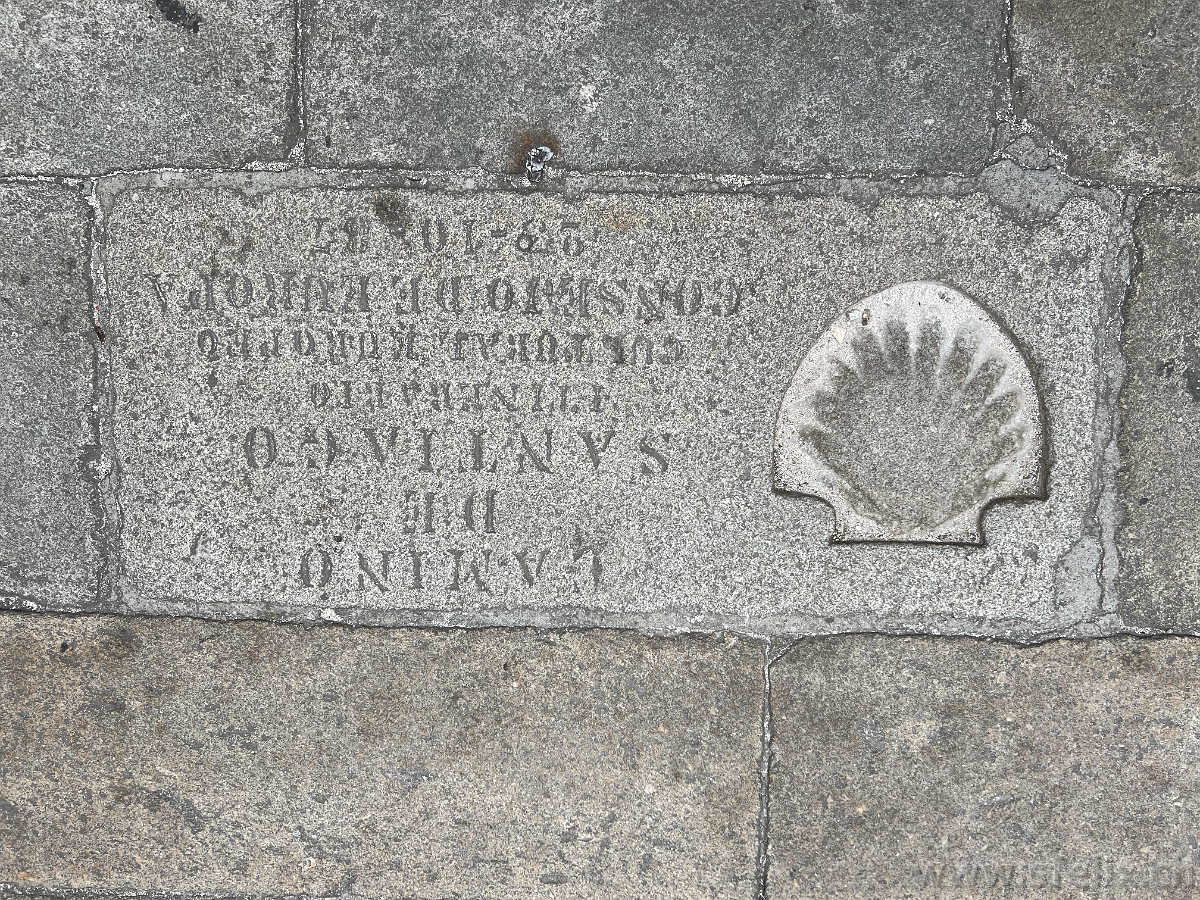 CAMINO
DE
SANTIAGO
ITINERARIO
CULTURAL EUROPEO
CONSEJO DE EUROPA
23-10-87